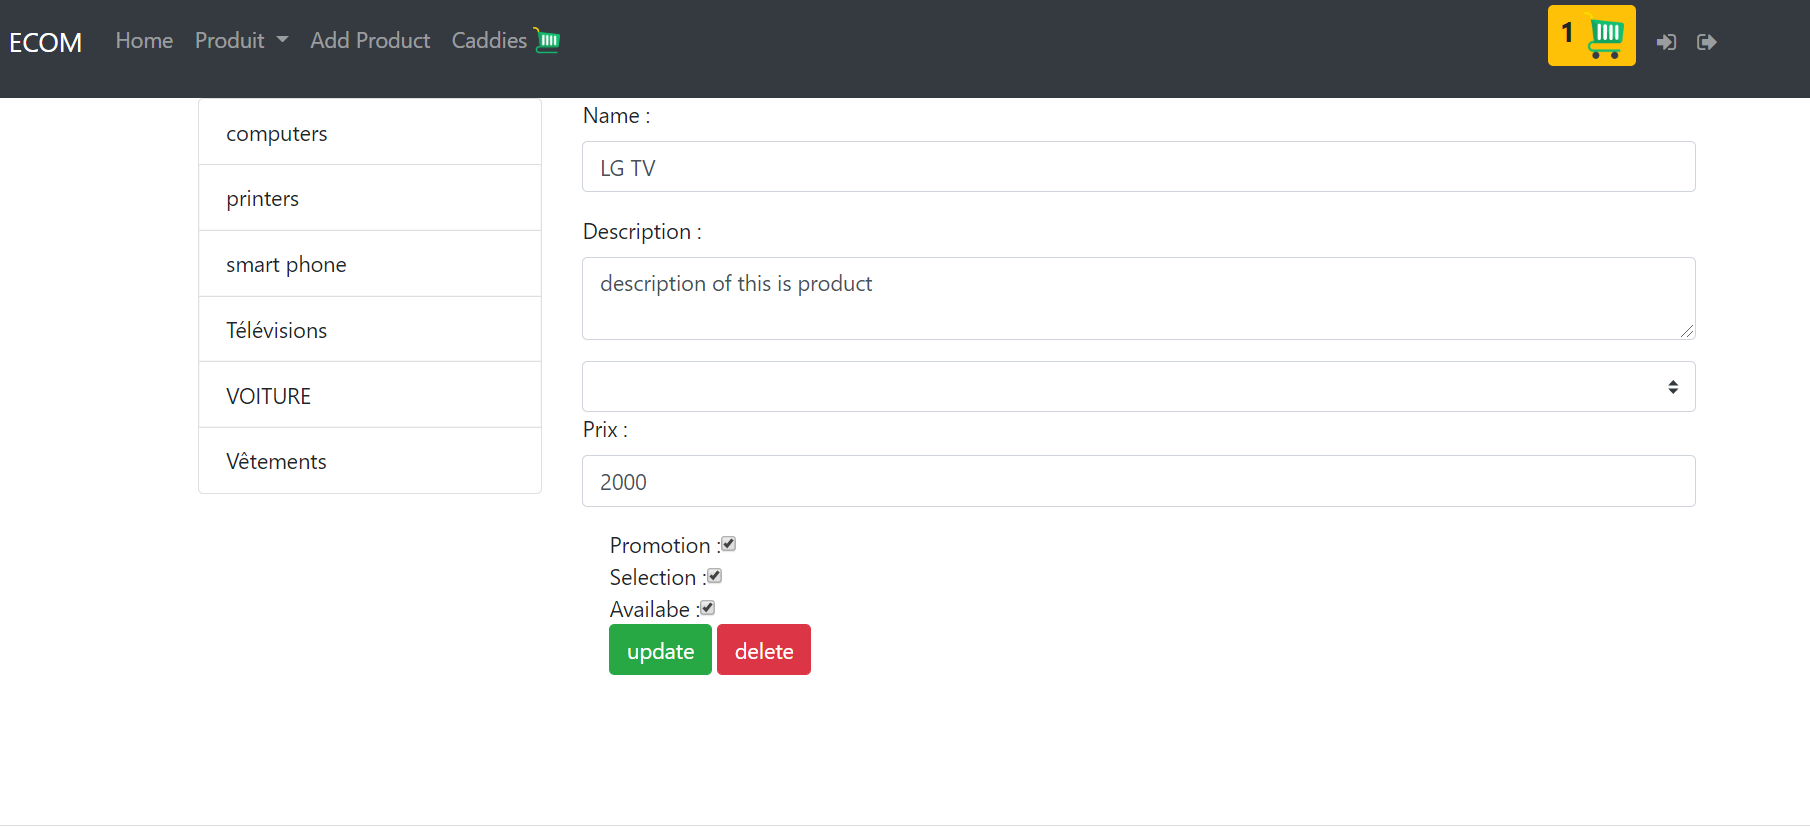 ECOM Home Produit Add Product Caddies 1
computers
printers
smart phone
Télévisions
VOITURE
Vêtements
Name :
LG TV
Description :
description of this is product
Prix :
2000
Promotion :
Selection :
Availabe :
update delete